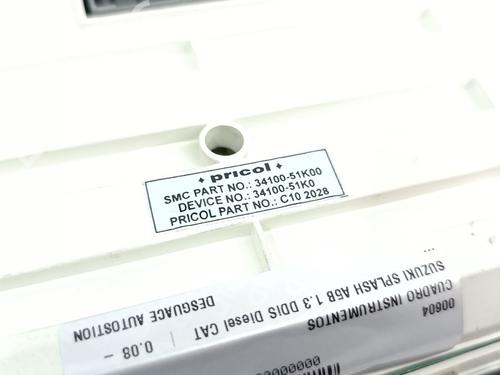 pricol
SMC PART NO.: 34100-51K00
DEVICE NO.: 34100-51K0
PRICOL PART NO.: C10 2028
00604
CUADRO INSTRUMENTOS
SUZUKI SPLASH A5B 1.3 DDIS Diesel CAT
...
| 0.08 –
DESGUACE AUTOSTION